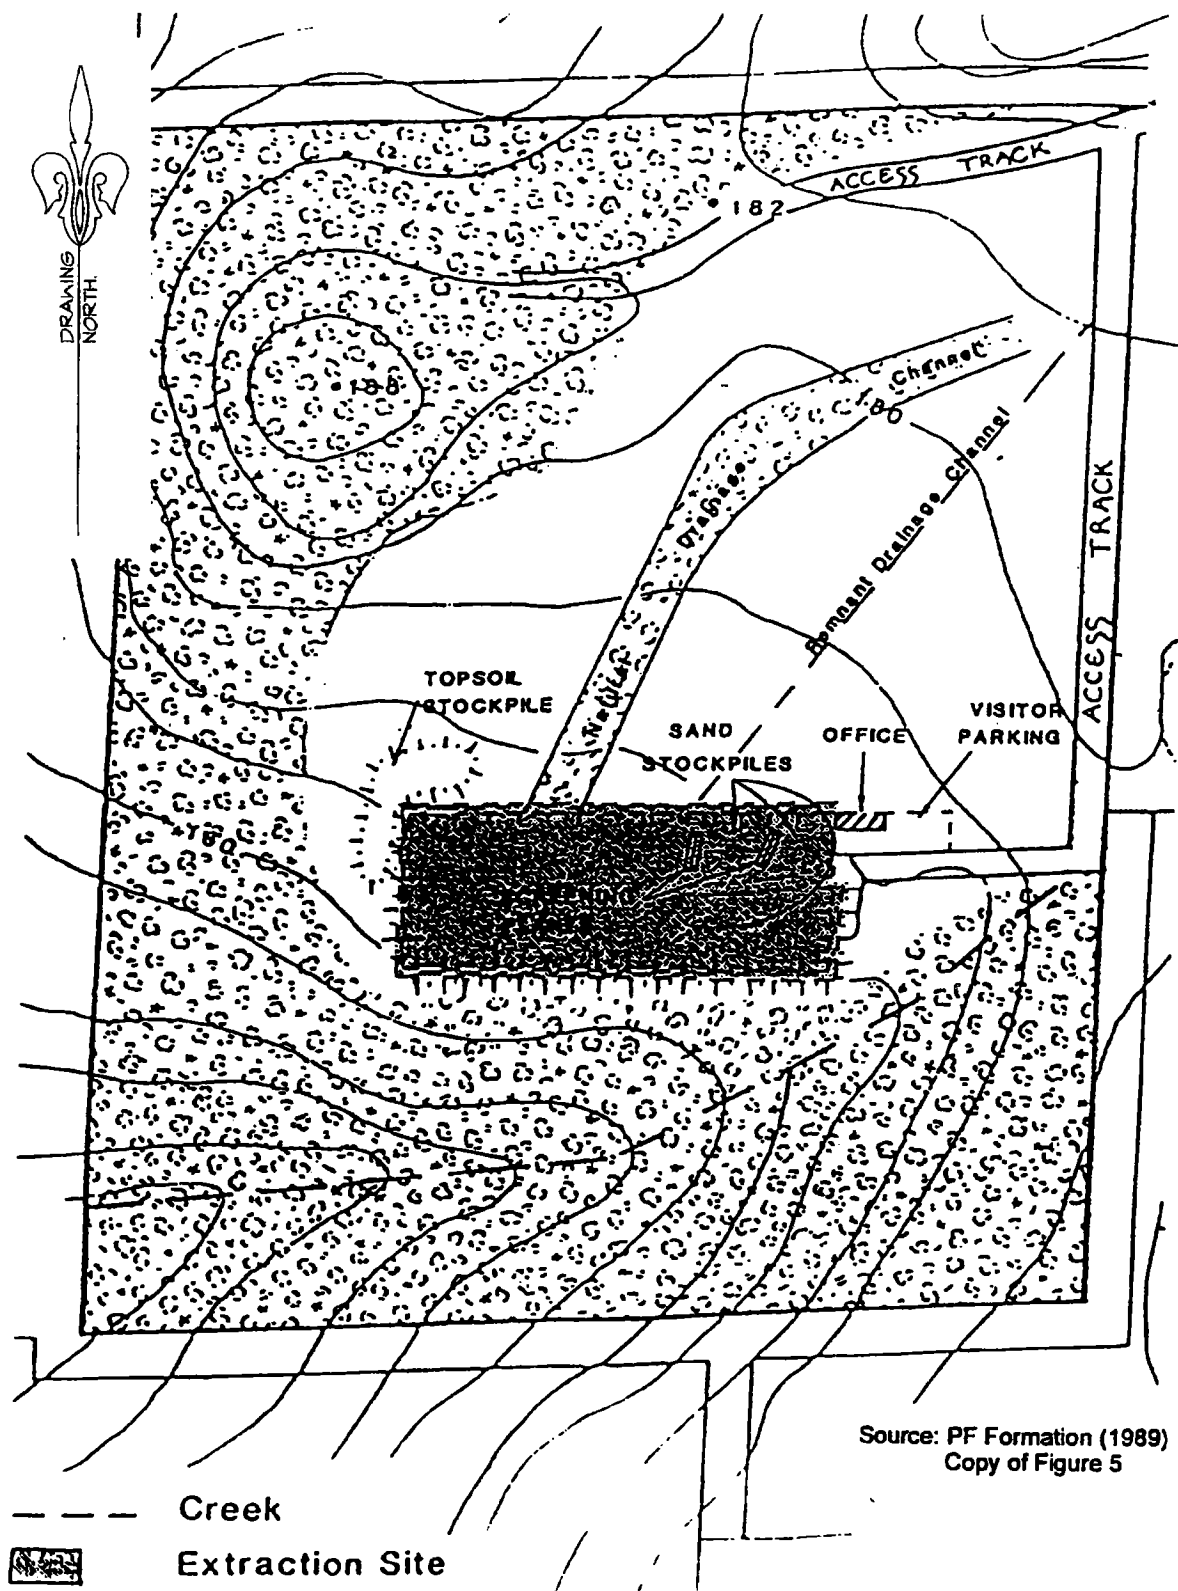 DRAWING
NORTH.
ACCESS TRACK
182
188
Channel
180
Drainage
Remnant Drainage Channel
ACCESS TRACK
Natural
TOPSOIL
STOCKPILE
SAND
STOCKPILES
OFFICE
VISITOR
PARKING
180
Source: PF Formation (1989)
Copy of Figure 5
Creek
Extraction Site